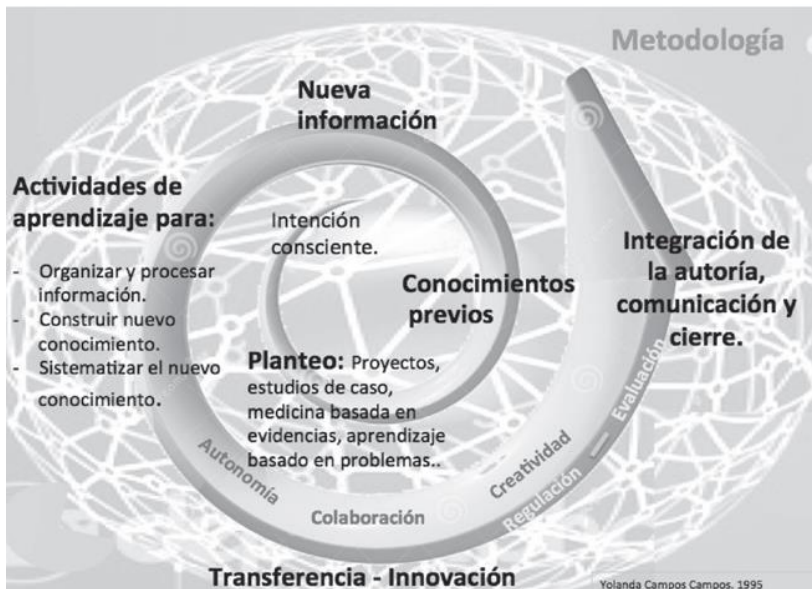 Metodología
Nueva
información
Actividades de
aprendizaje para:
- Organizar y procesar
información.
- Construir nuevo
conocimiento.
- Sistematizar el nuevo
conocimiento.
Intención
consciente.
Conocimientos
previos
Planteo: Proyectos,
estudios de caso,
medicina basada en
evidencias, aprendizaje
basado en problemas..
Integración de
la autoría,
comunicación y
cierre.
Autonomía
Colaboración
Creatividad
Regulación – Evaluación
Transferencia - Innovación
Yolanda Campos Campos, 1995